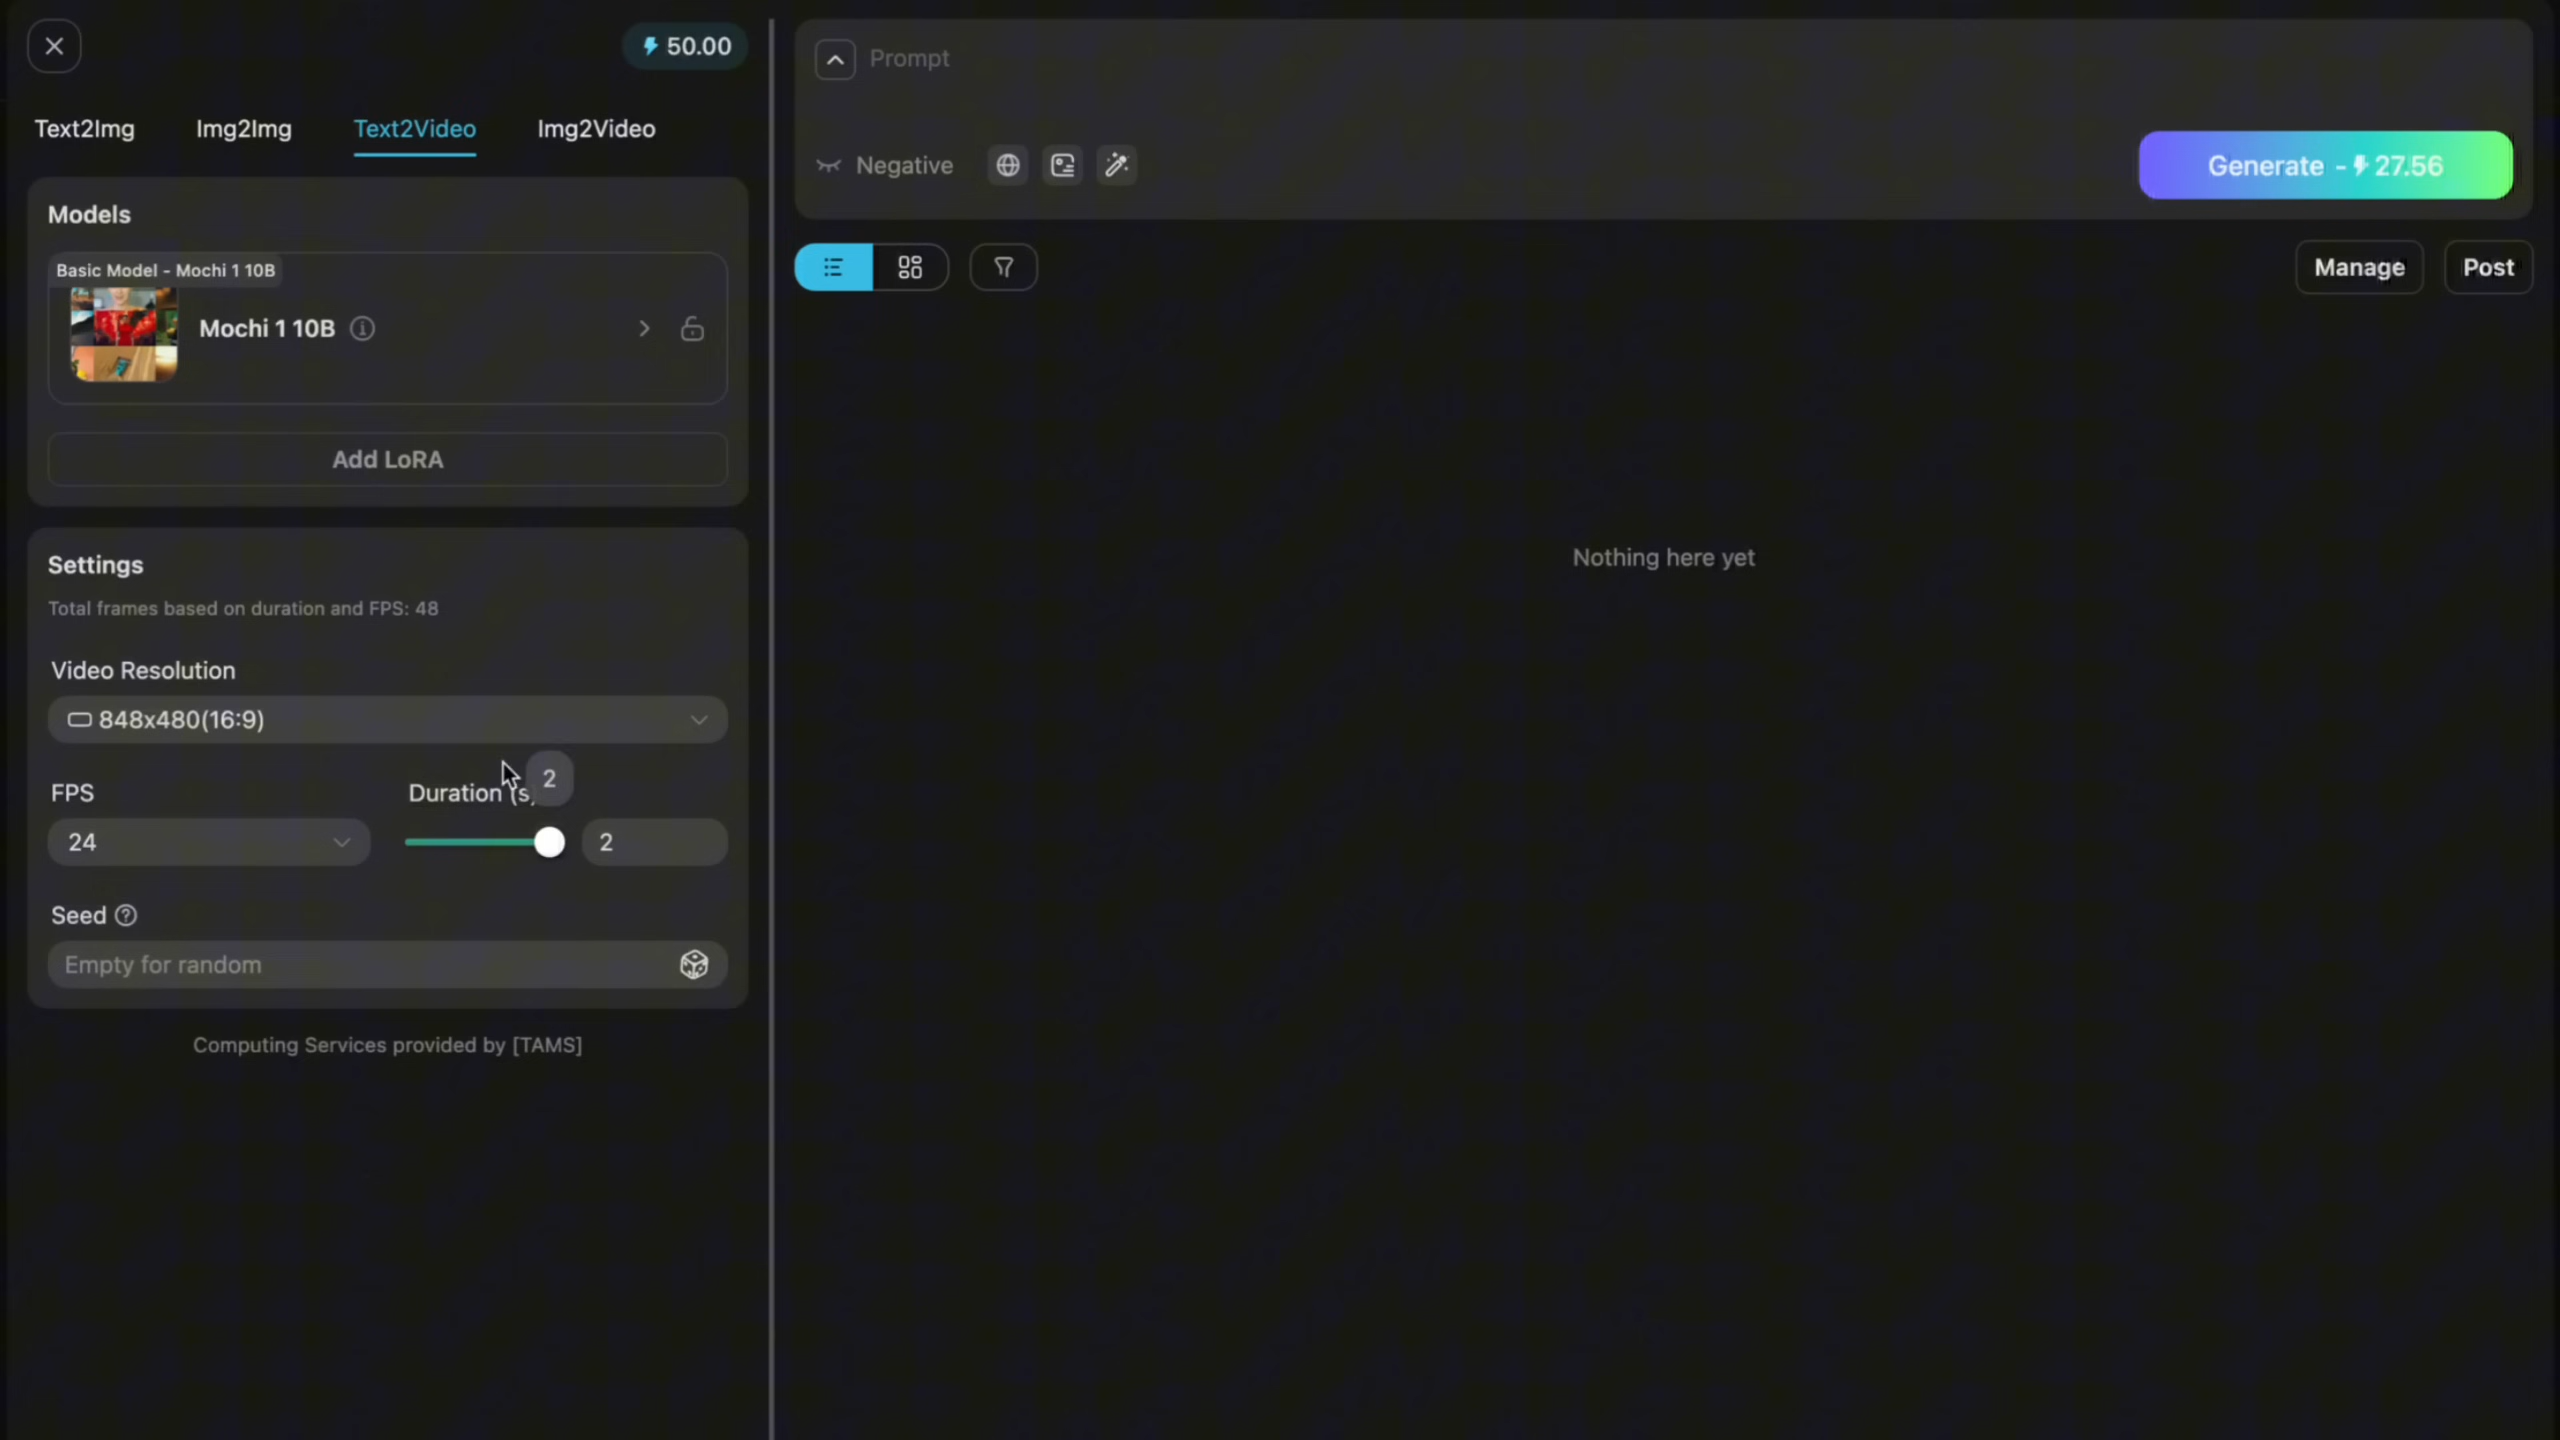 50.00
Text2Img Img2Img Text2Video Img2Video
Models
Basic Model - Mochi 1 10B
Mochi 1 10B
Add LoRA
Settings
Total frames based on duration and FPS: 48
Video Resolution
848x480(16:9)
2
FPS Duration (s
24 2
Seed
Empty for random
Computing Services provided by [TAMS]
Prompt
Negative
Generate - 27.56
Manage Post
Nothing here yet